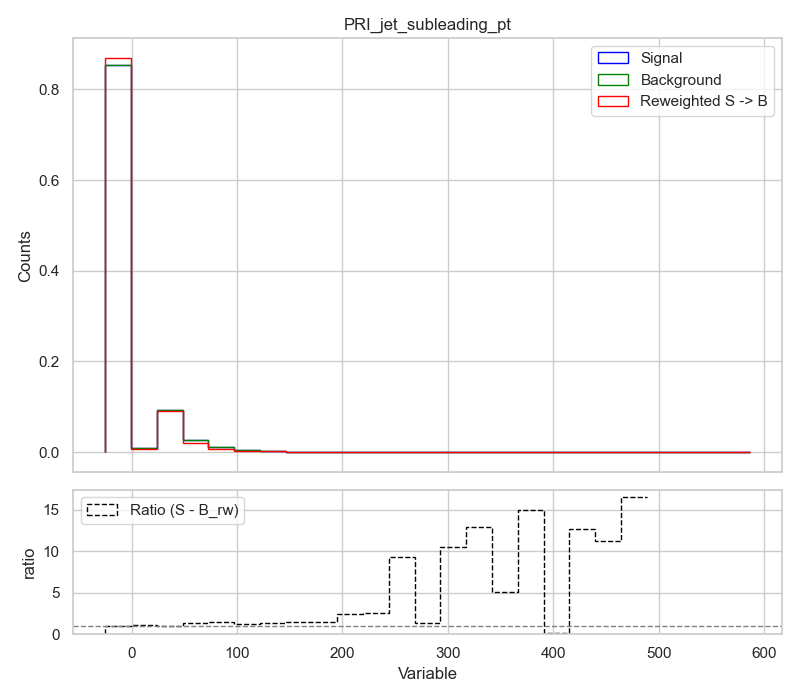 PRI_jet_subleading_pt
Signal
Background
Reweighted S -> B
Counts
0.8
0.6
0.4
0.2
0.0
Ratio (S - B_rw)
ratio
15
10
5
0
0 100 200 300 400 500 600
Variable